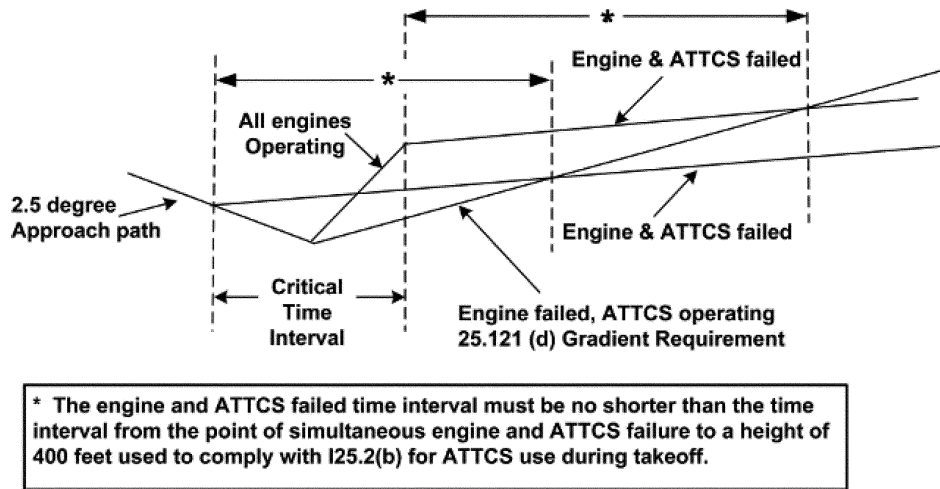 *
Engine & ATTCS failed
*
All engines
Operating
2.5 degree
Approach path
Engine & ATTCS failed
Critical
Time
Interval
Engine failed, ATTCS operating
25.121 (d) Gradient Requirement
* The engine and ATTCS failed time interval must be no shorter than the time
interval from the point of simultaneous engine and ATTCS failure to a height of
400 feet used to comply with I25.2(b) for ATTCS use during takeoff.